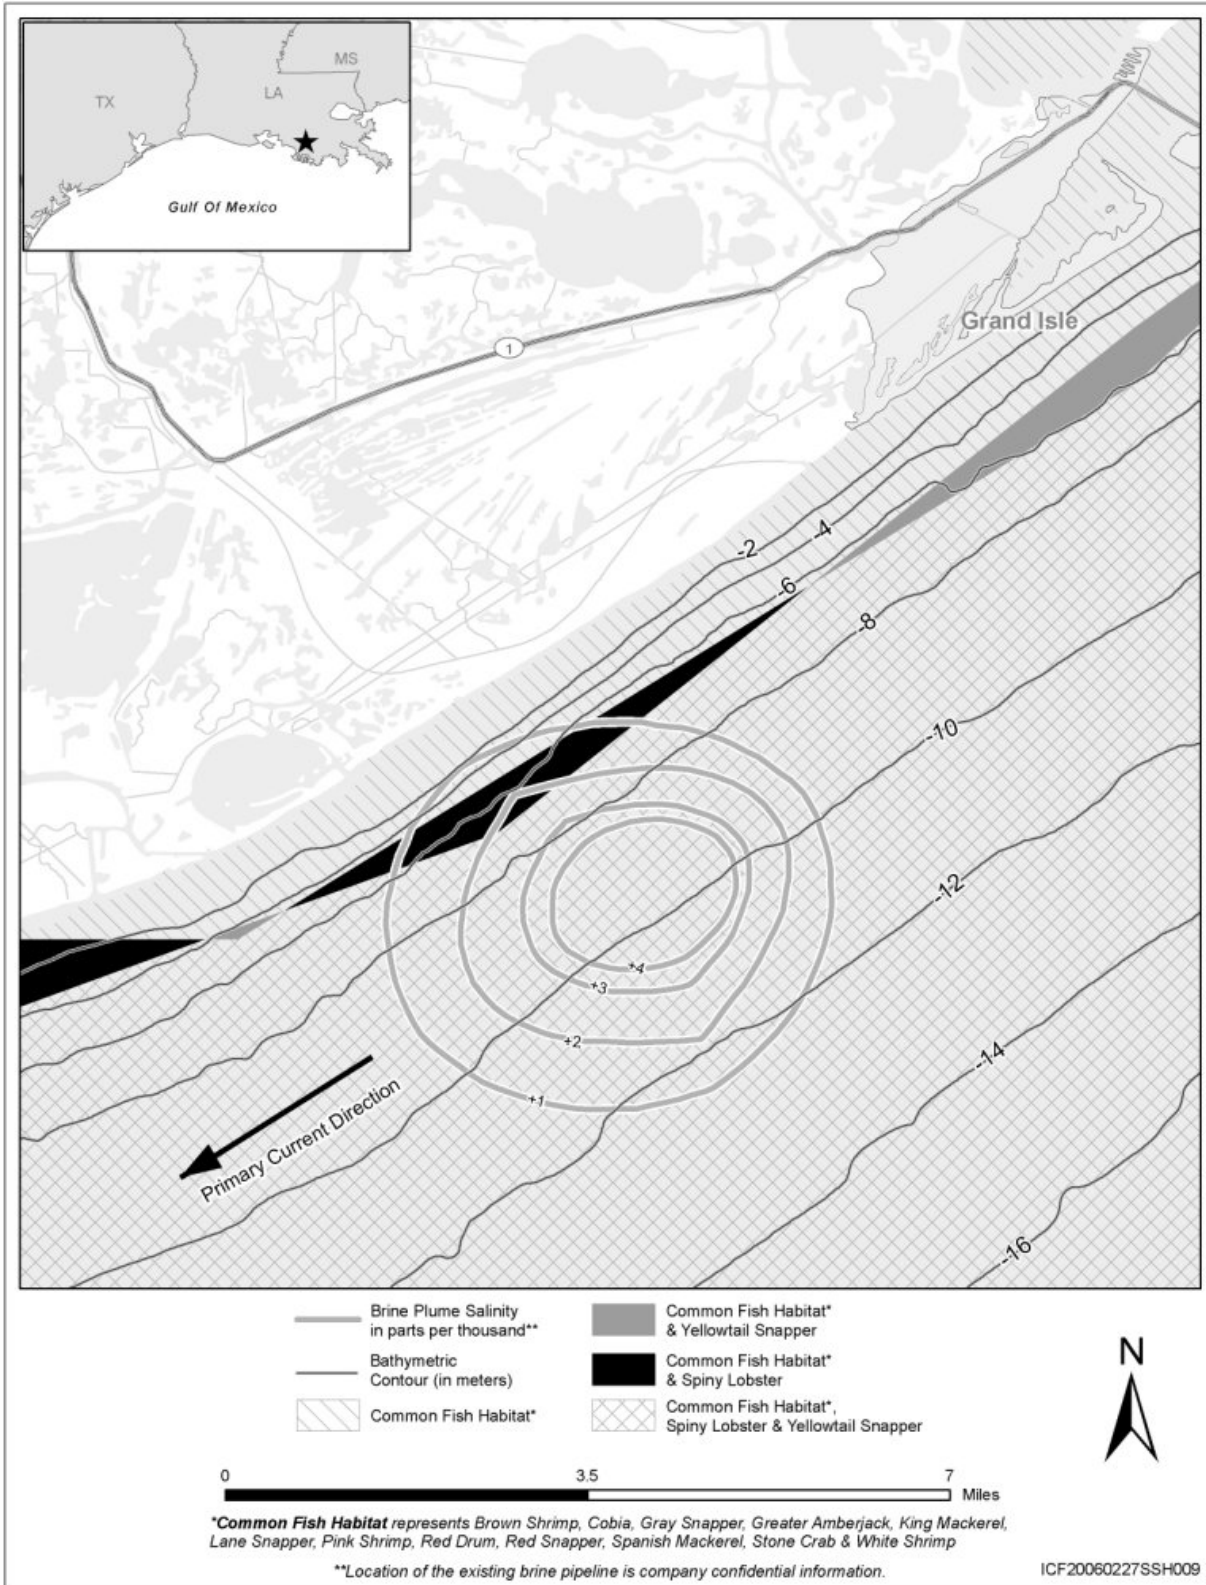 TX
LA
MS
Gulf Of Mexico
1
Grand Isle
-2
-4
-6
-8
-10
-12
-14
-16
+4
+3
+2
+1
Primary Current Direction
Brine Plume Salinity
in parts per thousand**
Bathymetric
Contour (in meters)
Common Fish Habitat*
Common Fish Habitat*
& Yellowtail Snapper
Common Fish Habitat*
& Spiny Lobster
Common Fish Habitat*,
Spiny Lobster & Yellowtail Snapper
N
0 3.5 7
Miles
*Common Fish Habitat represents Brown Shrimp, Cobia, Gray Snapper, Greater Amberjack, King Mackerel,
Lane Snapper, Pink Shrimp, Red Drum, Red Snapper, Spanish Mackerel, Stone Crab & White Shrimp
**Location of the existing brine pipeline is company confidential information.
ICF20060227SSH009